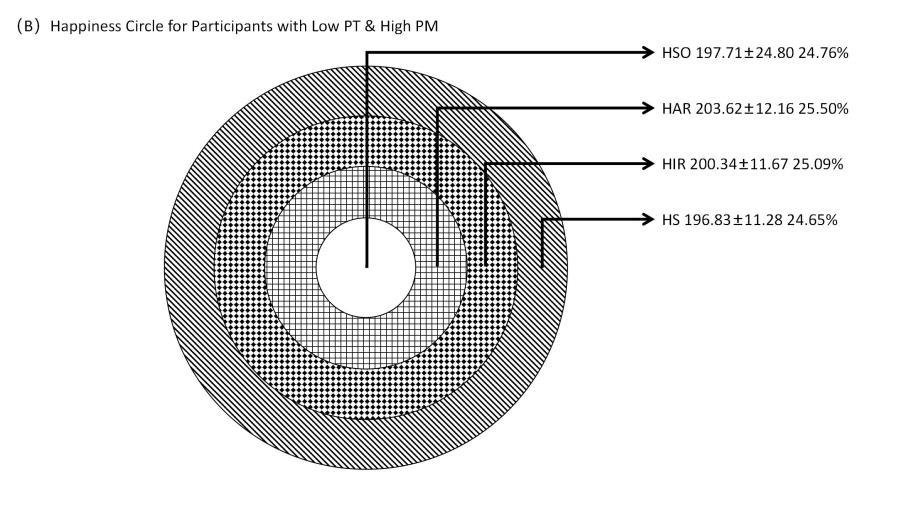 (B) Happiness Circle for Participants with Low PT & High PM
HSO 197.71±24.80 24.76%
HAR 203.62±12.16 25.50%
HIR 200.34±11.67 25.09%
HS 196.83±11.28 24.65%